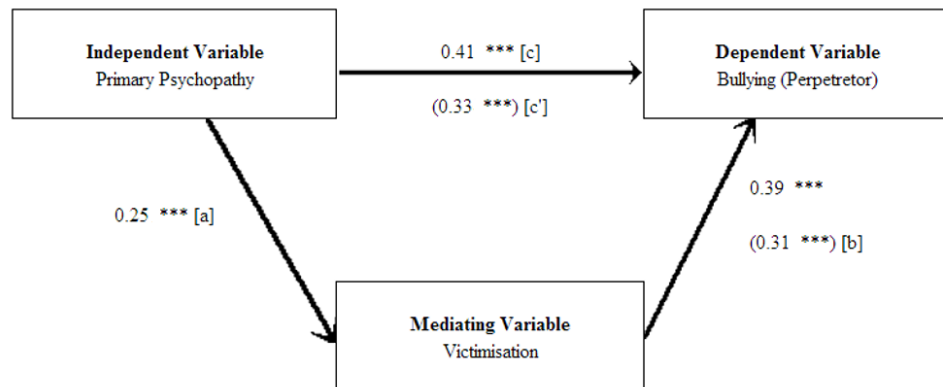 Independent Variable
Primary Psychopathy
0.41 *** [c]
(0.33 ***) [c']
Dependent Variable
Bullying (Perpetretor)
0.25 *** [a]
0.39 ***
(0.31 ***) [b]
Mediating Variable
Victimisation